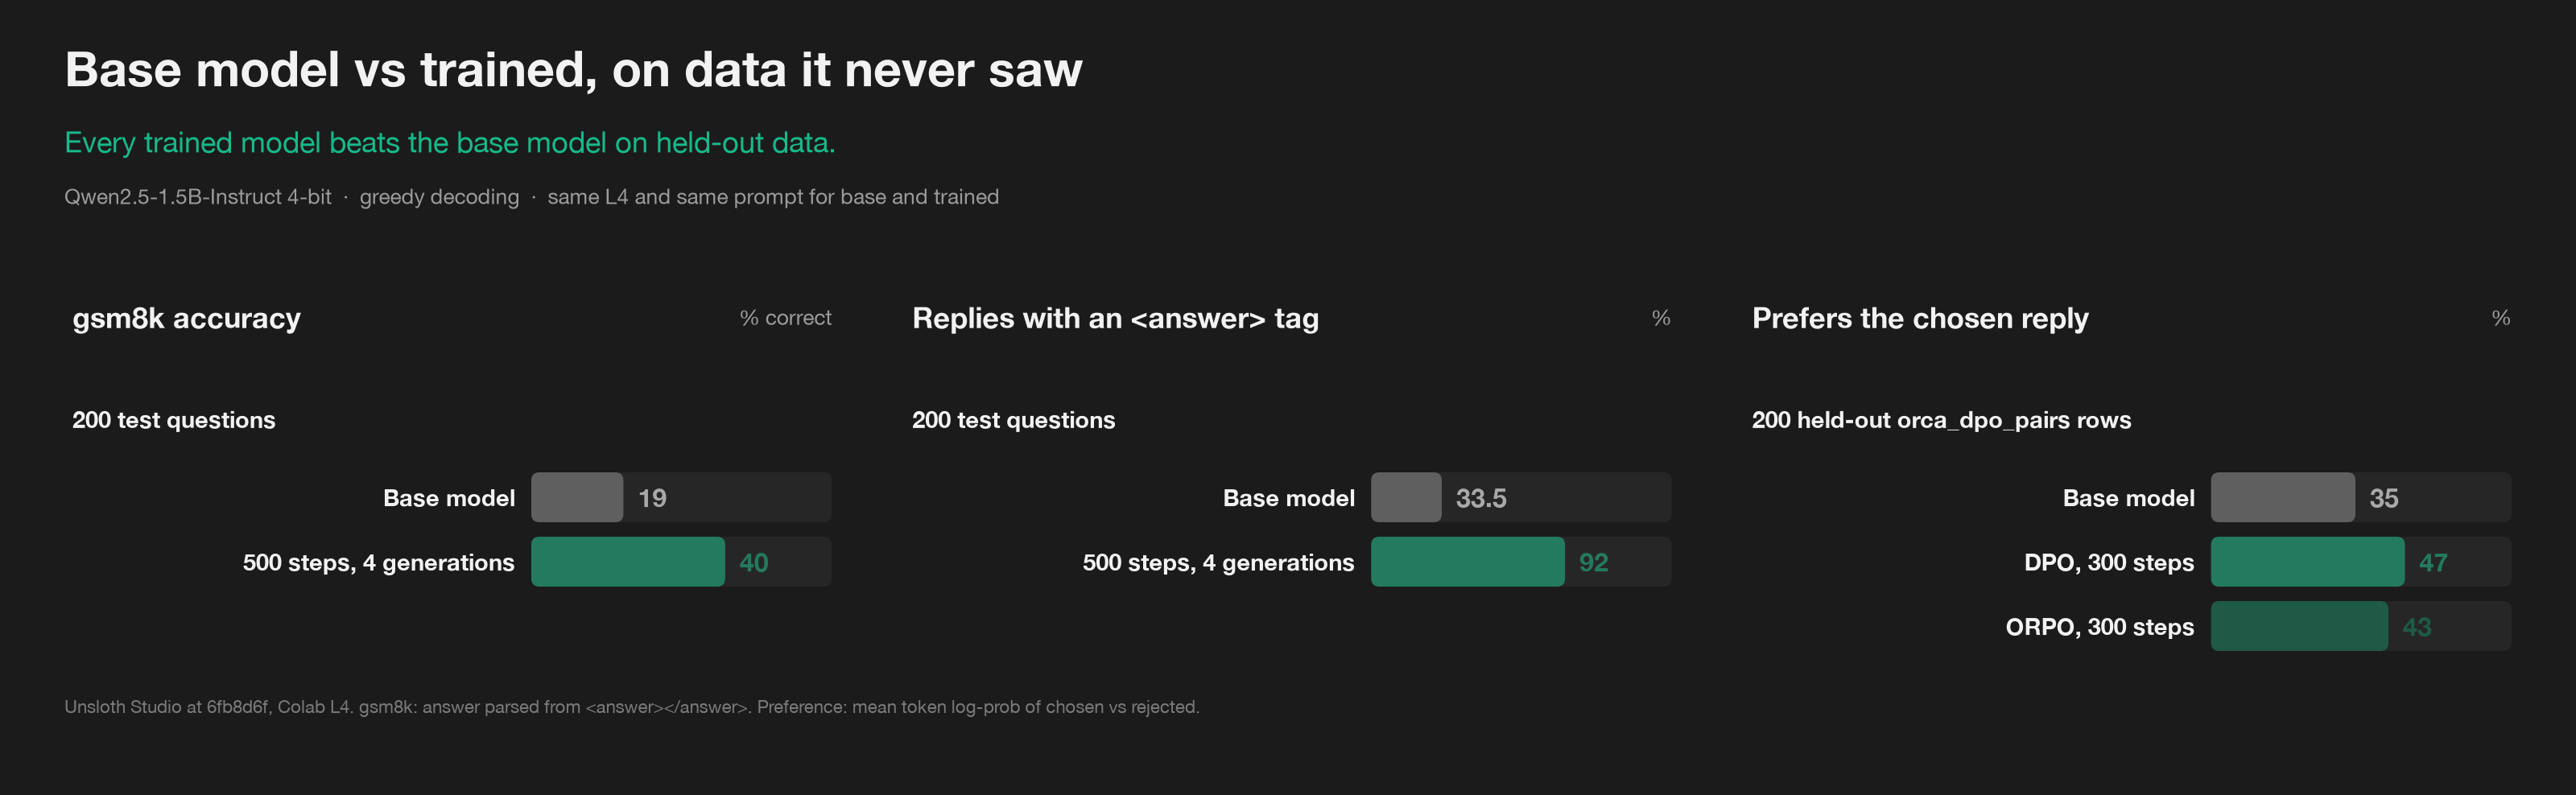 Base model vs trained, on data it never saw
Every trained model beats the base model on held-out data.
Qwen2.5-1.5B-Instruct 4-bit · greedy decoding · same L4 and same prompt for base and trained
gsm8k accuracy % correct
200 test questions
Base model 19
500 steps, 4 generations 40
Replies with an <answer> tag %
200 test questions
Base model 33.5
500 steps, 4 generations 92
Prefers the chosen reply %
200 held-out orca_dpo_pairs rows
Base model 35
DPO, 300 steps 47
ORPO, 300 steps 43
Unsloth Studio at 6fb8d6f, Colab L4. gsm8k: answer parsed from <answer></answer>. Preference: mean token log-prob of chosen vs rejected.